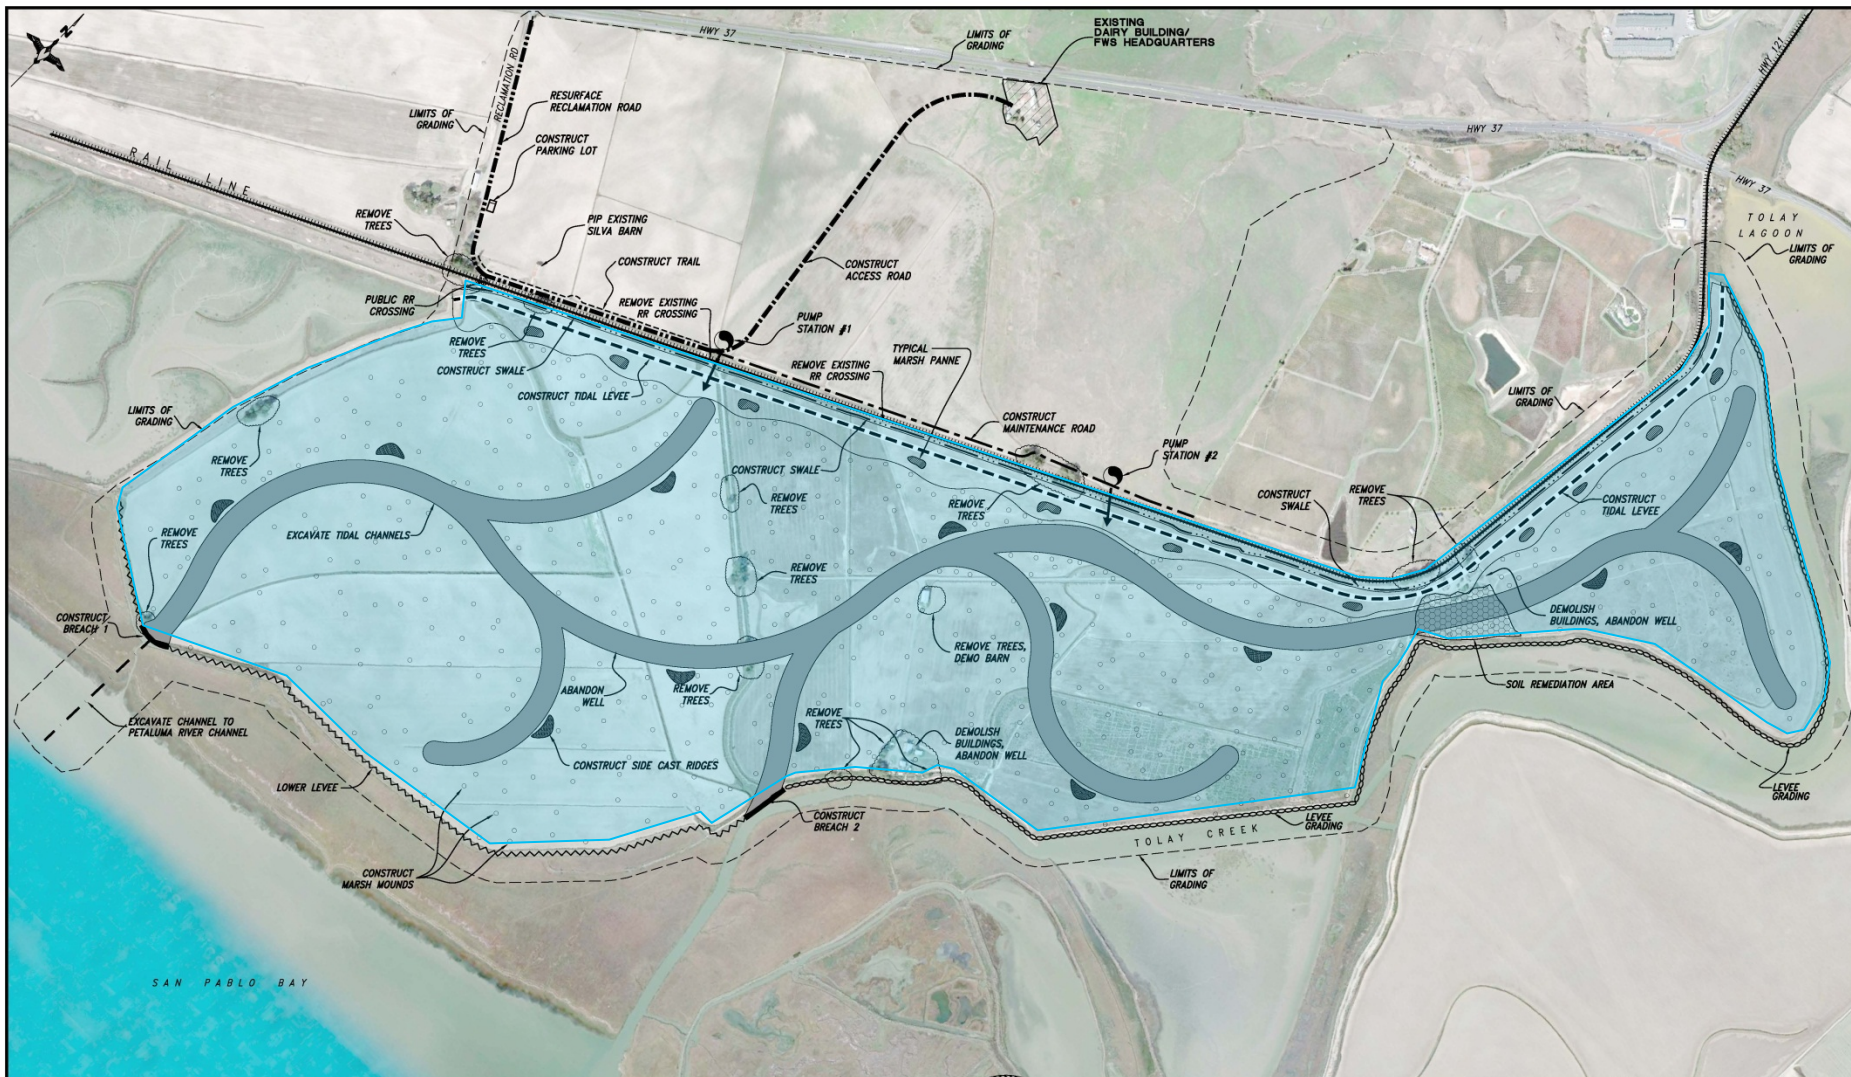 N
HWY 37
LIMITS OF
GRADING
EXISTING
DAIRY BUILDING/
FWS HEADQUARTERS
HWY 121
RECLAMATION RD
RESURFACE
RECLAMATION ROAD
LIMITS OF
GRADING
CONSTRUCT
PARKING LOT
HWY 37
HWY 37
RAIL LINE
REMOVE
TREES
PIP EXISTING
SILVA BARN
TOLAY
LAGOON
LIMITS OF
GRADING
CONSTRUCT TRAIL
CONSTRUCT
ACCESS ROAD
PUBLIC RR
CROSSING
REMOVE EXISTING
RR CROSSING
PUMP
STATION #1
REMOVE
TREES
CONSTRUCT SWALE
TYPICAL
MARSH PANNE
REMOVE EXISTING
RR CROSSING
CONSTRUCT TIDAL LEVEE
LIMITS OF
GRADING
LIMITS OF
GRADING
CONSTRUCT
MAINTENANCE ROAD
PUMP
STATION #2
REMOVE
TREES
CONSTRUCT SWALE
REMOVE
TREES
REMOVE
TREES
CONSTRUCT
SWALE
REMOVE
TREES
CONSTRUCT
TIDAL LEVEE
REMOVE
TREES
EXCAVATE TIDAL CHANNELS
REMOVE
TREES
CONSTRUCT
BREACH 1
DEMOLISH
BUILDINGS, ABANDON WELL
REMOVE TREES,
DEMO BARN
ABANDON
WELL
REMOVE
TREES
SOIL REMEDIATION AREA
EXCAVATE CHANNEL TO
PETALUMA RIVER CHANNEL
REMOVE
TREES
DEMOLISH
BUILDINGS,
ABANDON WELL
CONSTRUCT SIDE CAST RIDGES
LOWER LEVEE
LEVEE
GRADING
CONSTRUCT
BREACH 2
LEVEE
GRADING
TOLAY CREEK
CONSTRUCT
MARSH MOUNDS
LIMITS OF
GRADING
SAN PABLO BAY